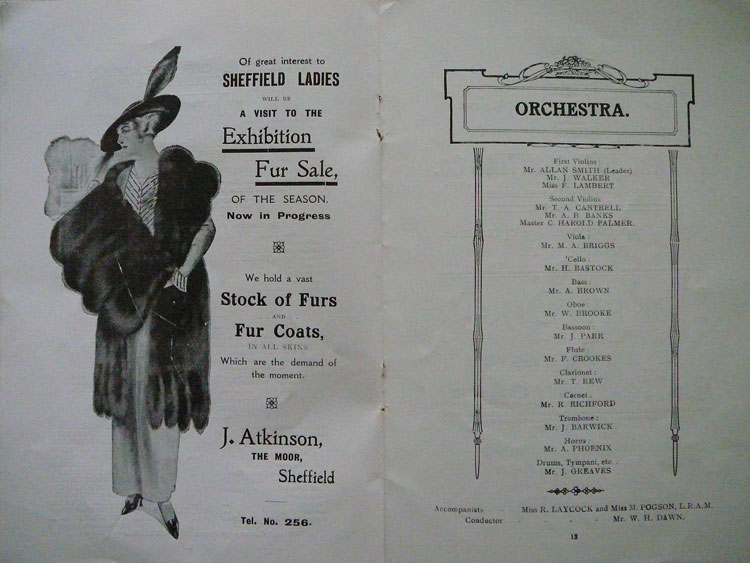 Of great interest to
SHEFFIELD LADIES
WILL BE
A VISIT TO THE
Exhibition
Fur Sale,
OF THE SEASON.
Now in Progress
We hold a vast
Stock of Furs
. . AND . .
Fur Coats,
IN ALL SKINS
Which are the demand of
the moment.
J. Atkinson,
THE MOOR,
Sheffield
Tel. No. 256.
ORCHESTRA.
First Violins:
Mr. ALLAN SMITH (Leader)
Mr. J. WALKER
Miss F. LAMBERT
Second Violins
Mr. T. A. CANTRELL
Mr. A. B. BANKS
Master C. HAROLD PALMER.
Viola:
Mr. M. A. BRIGGS
'Cello:
Mr. H. BASTOCK
Bass:
Mr. A. BROWN
Oboe:
Mr. W. BROOKE
Bassoon:
Mr. J. PARR
Flute:
Mr. F. CROOKES
Clarionet:
Mr. T. REW
Cornet:
Mr. R. RICHFORD
Trombone:
Mr. J. BARWICK
Horns:
Mr. A. PHOENIX
Drums, Tympani, etc.:
Mr. J. GREAVES
Accompanists - Miss R. LAYCOCK and Miss M. POGSON, L.R.A.M.
Conductor - - Mr. W. H. DAWN.
13